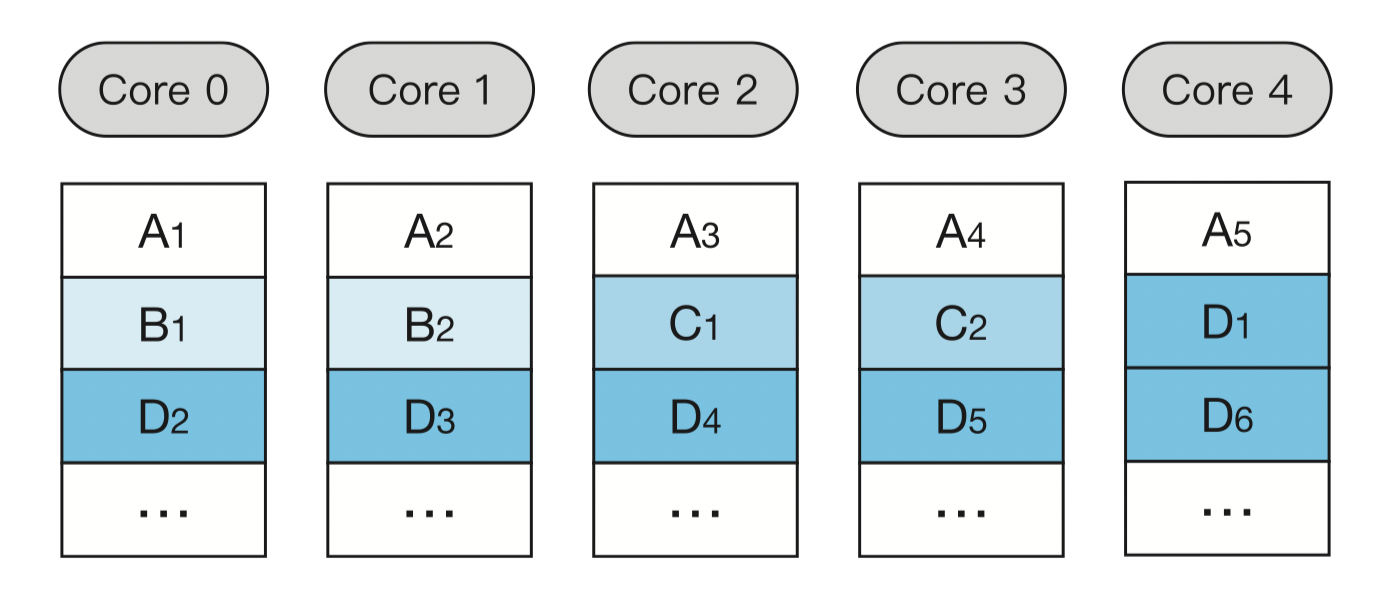 Core 0 Core 1 Core 2 Core 3 Core 4
A1 A2 A3 A4 A5
B1 B2 C1 C2 D1
D2 D3 D4 D5 D6
... ... ... ... ...